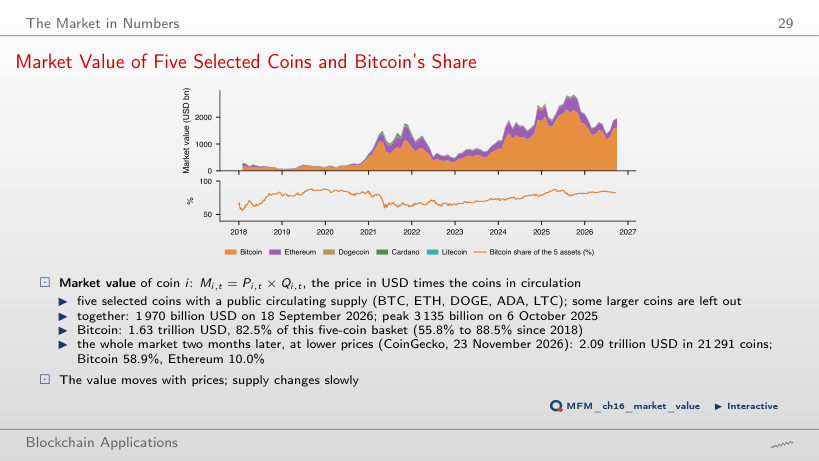 The Market in Numbers
29
Market Value of Five Selected Coins and Bitcoin's Share
Market value (USD bn)
2000
1000
0
%
100
50
2018 2019 2020 2021 2022 2023 2024 2025 2026 2027
Bitcoin Ethereum Dogecoin Cardano Litecoin Bitcoin share of the 5 assets (%)
Market value of coin i: M_{i,t} = P_{i,t} × Q_{i,t}, the price in USD times the coins in circulation
▶ five selected coins with a public circulating supply (BTC, ETH, DOGE, ADA, LTC); some larger coins are left out
▶ together: 1 970 billion USD on 18 September 2026; peak 3 135 billion on 6 October 2025
▶ Bitcoin: 1.63 trillion USD, 82.5% of this five-coin basket (55.8% to 88.5% since 2018)
▶ the whole market two months later, at lower prices (CoinGecko, 23 November 2026): 2.09 trillion USD in 21 291 coins;
Bitcoin 58.9%, Ethereum 10.0%
The value moves with prices; supply changes slowly
MFM_ch16_market_value ▶ Interactive
Blockchain Applications